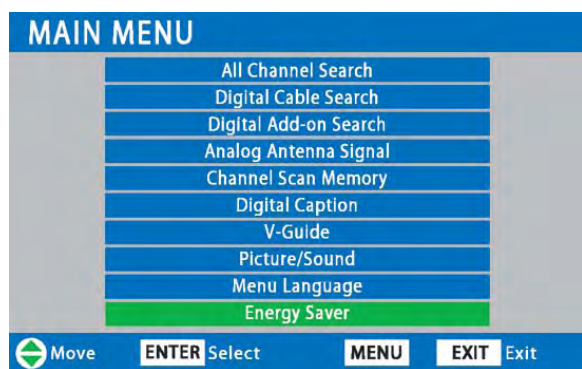 MAIN MENU
All Channel Search
Digital Cable Search
Digital Add-on Search
Analog Antenna Signal
Channel Scan Memory
Digital Caption
V-Guide
Picture/Sound
Menu Language
Energy Saver
Move ENTER Select MENU EXIT Exit